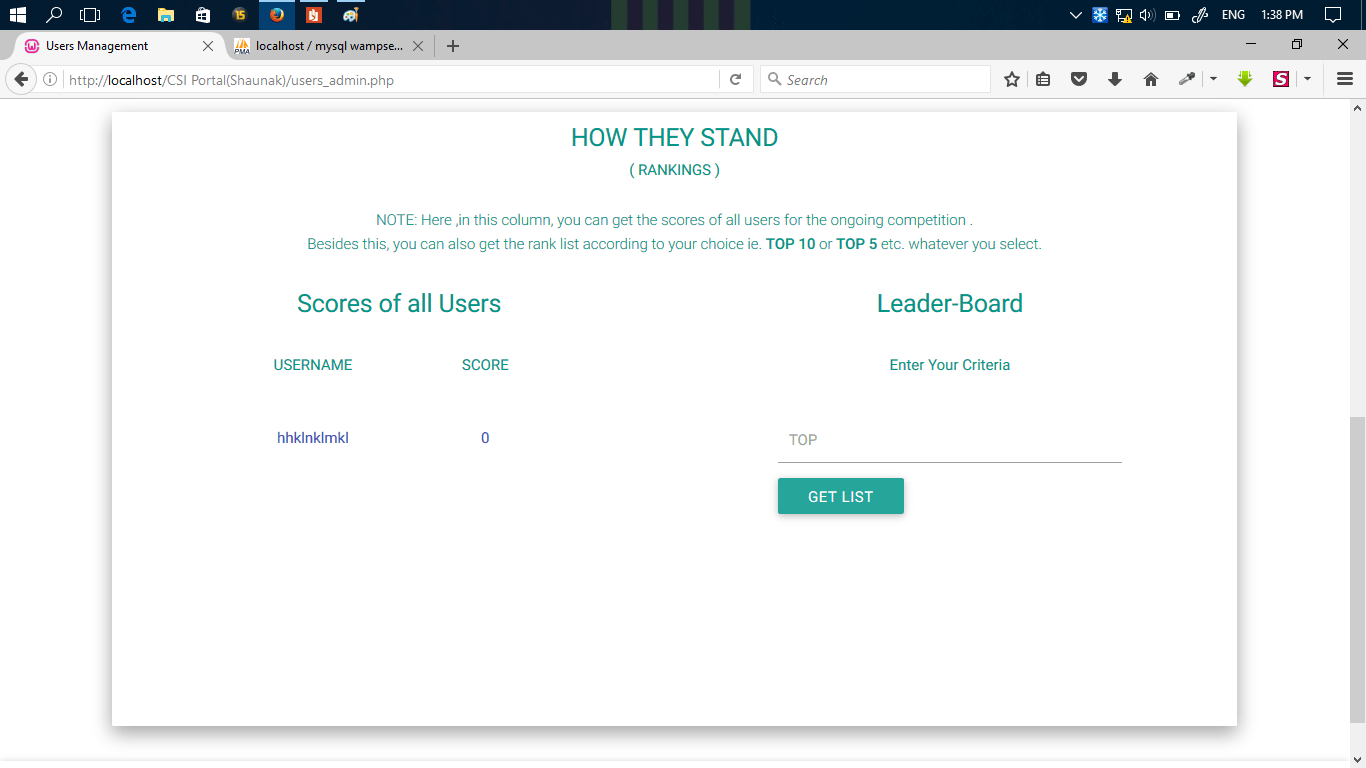 15
ENG
1:38 PM
Users Management
PMA
localhost / mysql wampse...
http://localhost/CSI Portal(Shaunak)/users_admin.php
Search
S
HOW THEY STAND
( RANKINGS )
NOTE: Here ,in this column, you can get the scores of all users for the ongoing competition .
Besides this, you can also get the rank list according to your choice ie. TOP 10 or TOP 5 etc. whatever you select.
Scores of all Users
USERNAME SCORE
hhklnklmkl 0
Leader-Board
Enter Your Criteria
TOP
GET LIST